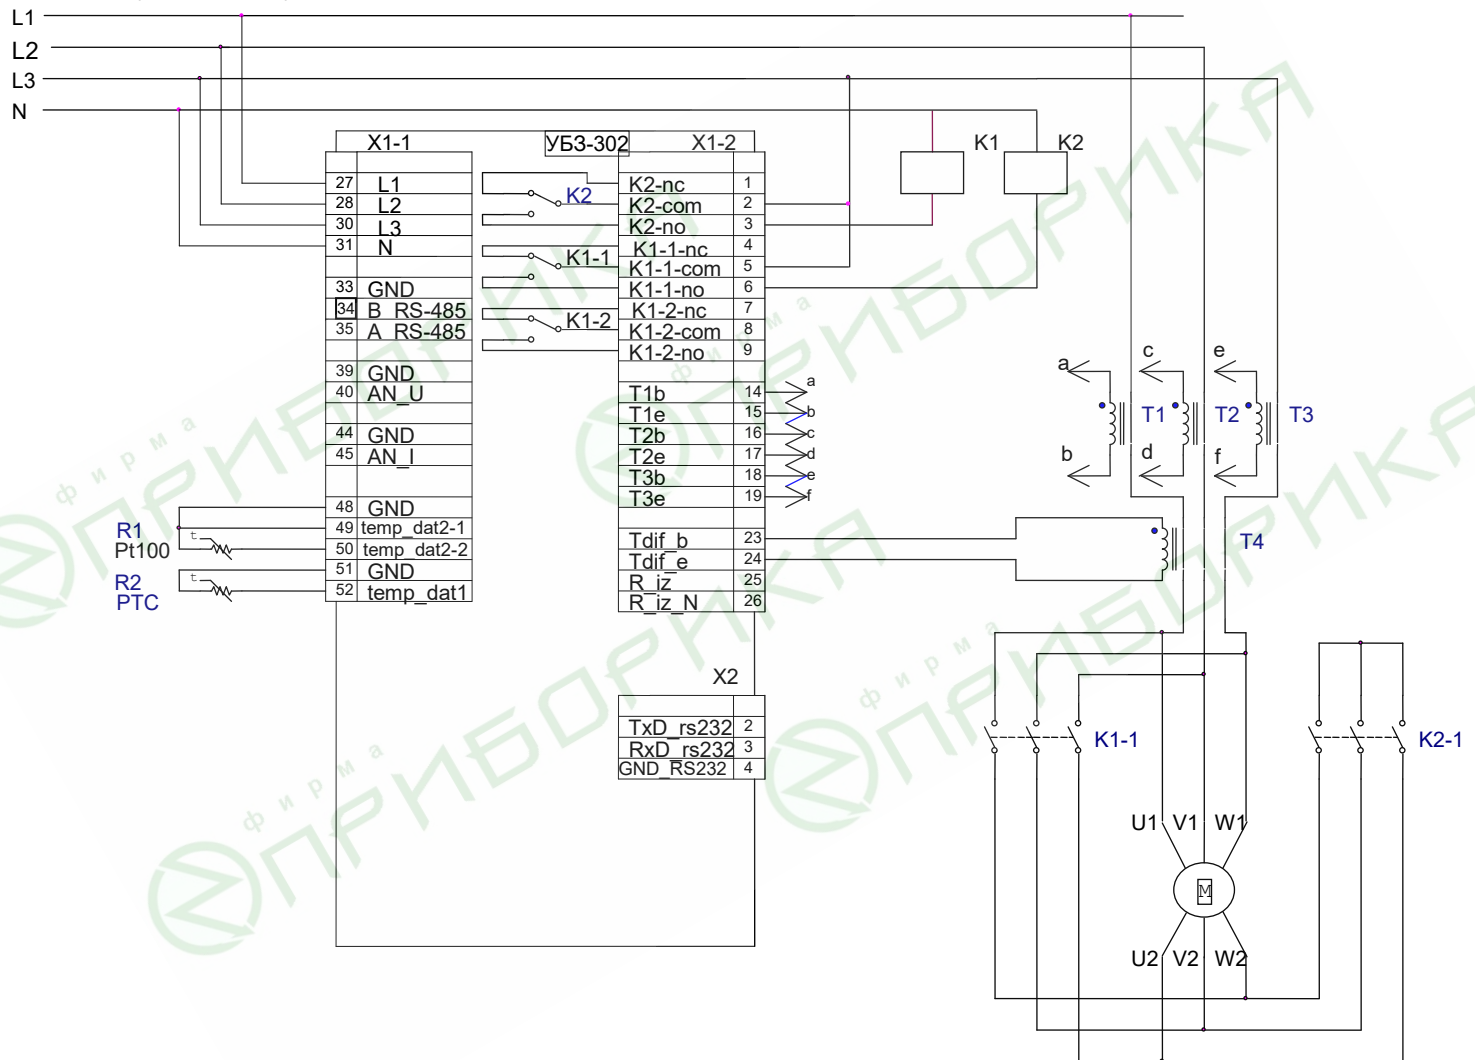 L1
L2
L3
N
X1-1
УБЗ-302
X1-2
K1
K2
27 L1
28 L2
30 L3
31 N
33 GND
34 B RS-485
35 A RS-485
39 GND
40 AN_U
44 GND
45 AN_I
48 GND
49 temp_dat2-1
50 temp_dat2-2
51 GND
52 temp_dat1
R1
Pt100
t
R2
PTC
t
K2
K1-1
K1-2
K2-nc 1
K2-com 2
K2-no 3
K1-1-nc 4
K1-1-com 5
K1-1-no 6
K1-2-nc 7
K1-2-com 8
K1-2-no 9
T1b 14 a
T1e 15 b
T2b 16 c
T2e 17 d
T3b 18 e
T3e 19 f
Tdif_b 23
Tdif_e 24
R_iz 25
R_iz_N 26
X2
TxD_rs232 2
RxD_rs232 3
GND_RS232 4
a c e
T1 T2 T3
b d f
T4
K1-1
K2-1
U1 V1 W1
M
U2 V2 W2
фирма
ПРИБОРИКА
фирма
ПРИБОРИКА
фирма
ПРИБОРИКА
фирма
ПРИБОРИКА